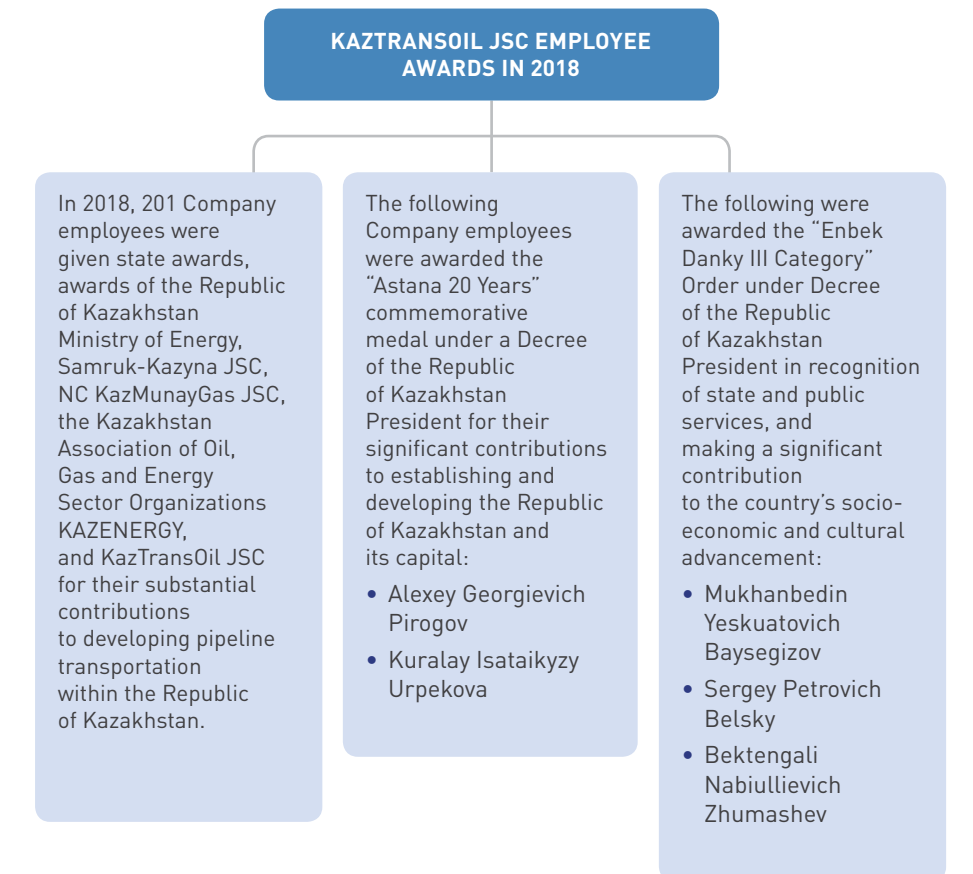 KAZTRANSOIL JSC EMPLOYEE
AWARDS IN 2018
In 2018, 201 Company
employees were
given state awards,
awards of the Republic
of Kazakhstan
Ministry of Energy,
Samruk-Kazyna JSC,
NC KazMunayGas JSC,
the Kazakhstan
Association of Oil,
Gas and Energy
Sector Organizations
KAZENERGY,
and KazTransOil JSC
for their substantial
contributions
to developing pipeline
transportation
within the Republic
of Kazakhstan.
The following
Company employees
were awarded the
“Astana 20 Years”
commemorative
medal under a Decree
of the Republic
of Kazakhstan
President for their
significant contributions
to establishing and
developing the Republic
of Kazakhstan and
its capital:
• Alexey Georgievich
Pirogov
• Kuralay Isataikyzy
Urpekova
The following were
awarded the “Enbek
Danky III Category”
Order under Decree
of the Republic
of Kazakhstan
President in recognition
of state and public
services, and
making a significant
contribution
to the country’s socio-
economic and cultural
advancement:
• Mukhanbedin
Yeskuatovich
Baysegizov
• Sergey Petrovich
Belsky
• Bektengali
Nabiullievich
Zhumashev